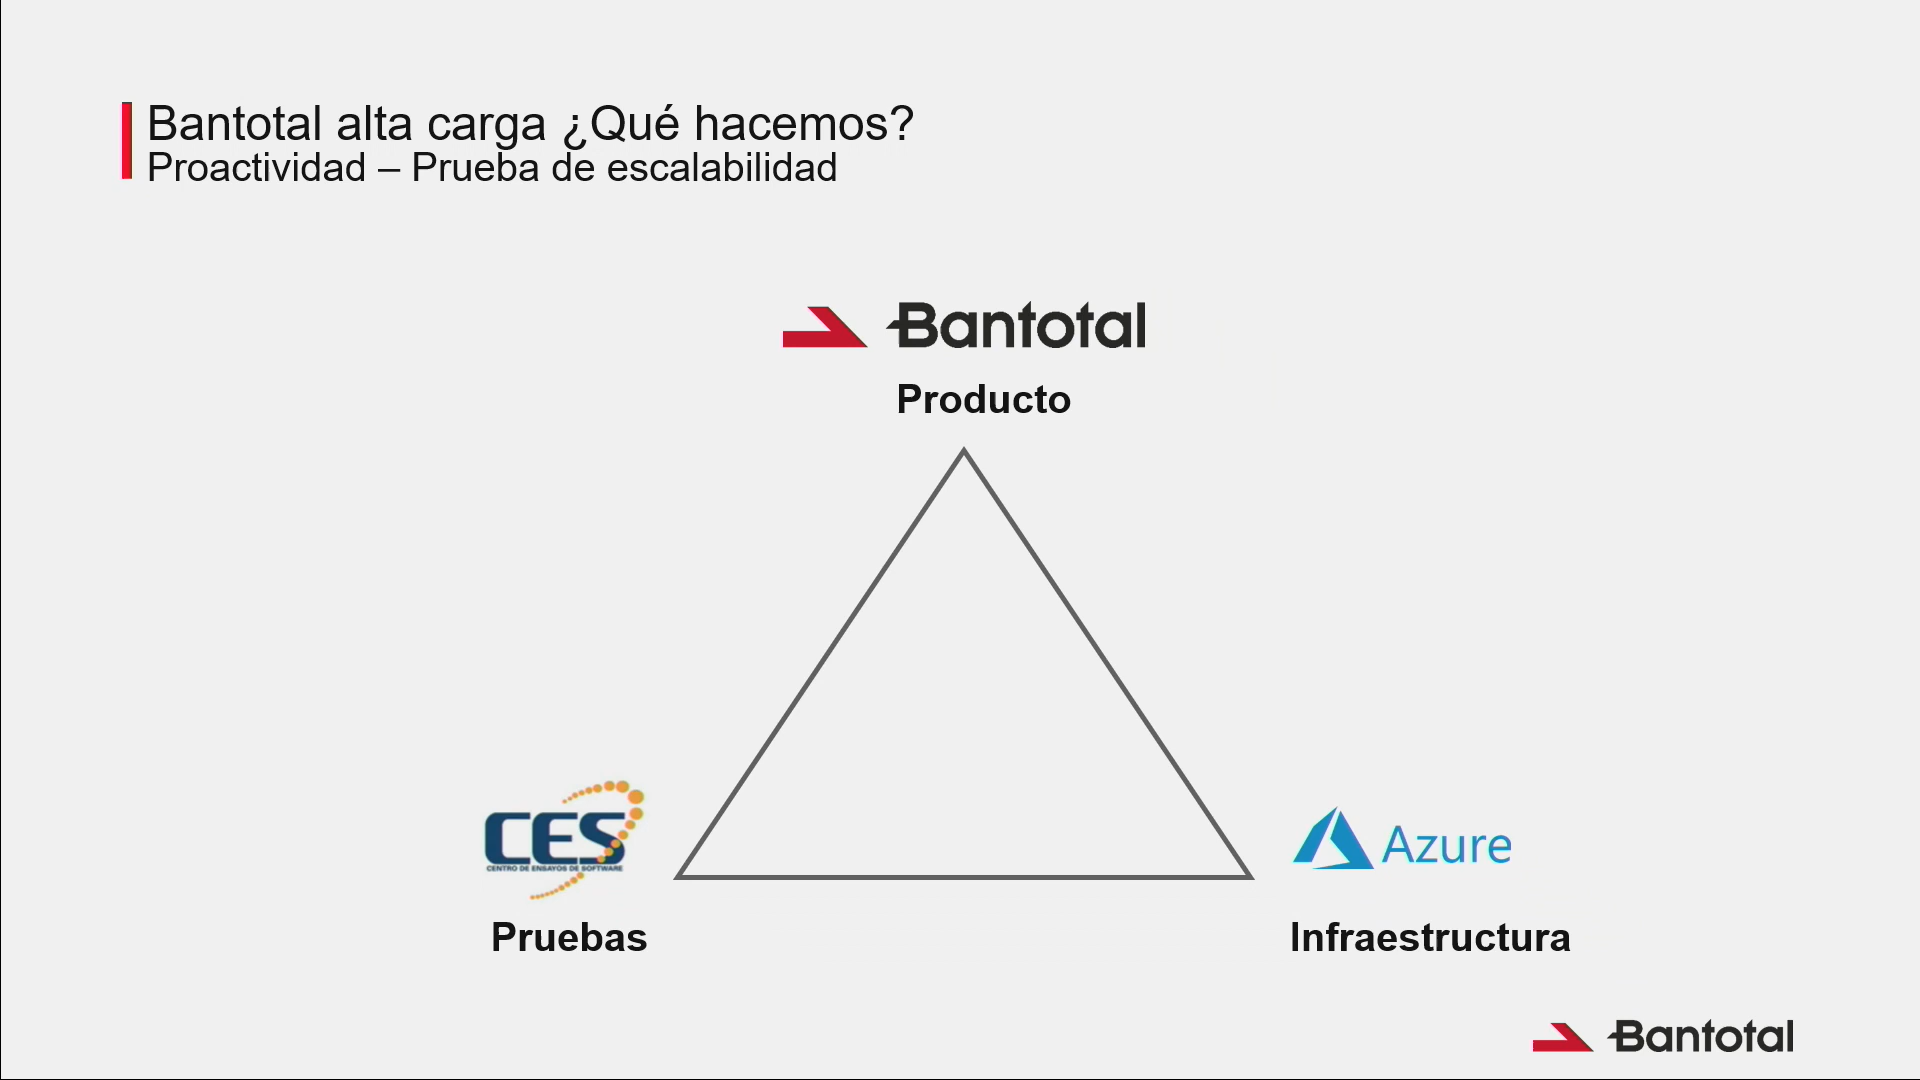 Bantotal alta carga ¿Qué hacemos?
Proactividad – Prueba de escalabilidad
Bantotal
Producto
CES
CENTRO DE ENSAYOS DE SOFTWARE
Azure
Pruebas
Infraestructura
Bantotal